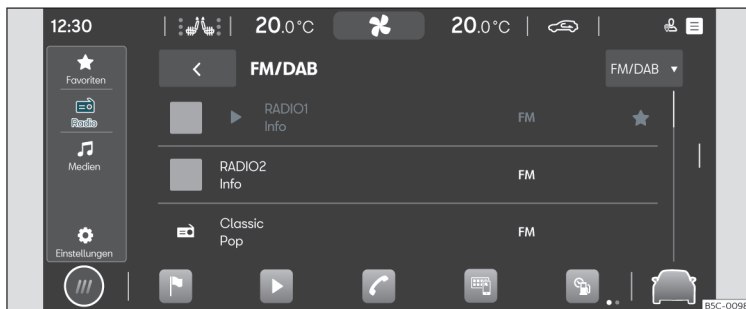 12:30
20.0°C
20.0°C
FM/DAB
FM/DAB
Favoriten
Radio
Medien
Einstellungen
RADIO1
Info
FM
RADIO2
Info
FM
Classic
Pop
FM
B5C-0098